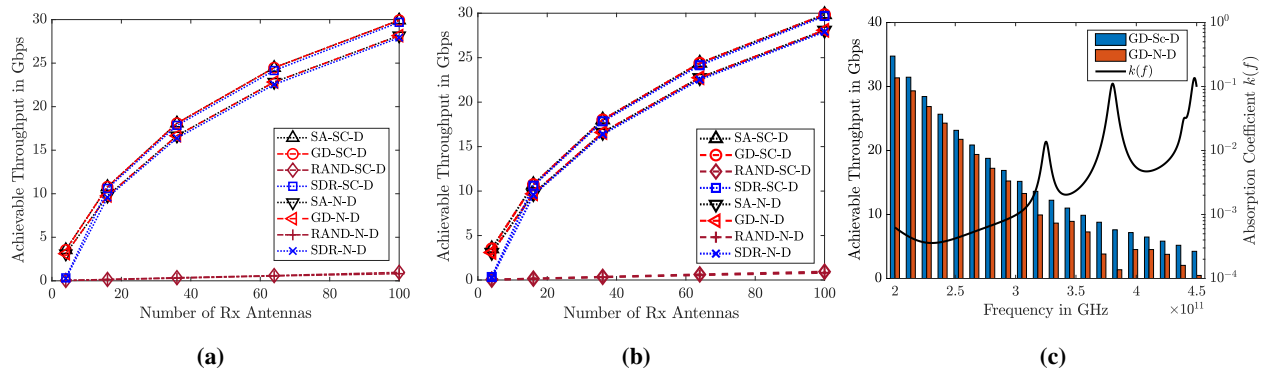 30
25
20
15
10
5
0
0
20
40
60
80
100
Achievable Throughput in Gbps
Number of Rx Antennas
SA-SC-D
GD-SC-D
RAND-SC-D
SDR-SC-D
SA-N-D
GD-N-D
RAND-N-D
SDR-N-D
(a)
30
25
20
15
10
5
0
0
20
40
60
80
100
Achievable Throughput in Gbps
Number of Rx Antennas
SA-SC-D
GD-SC-D
RAND-SC-D
SDR-SC-D
SA-N-D
GD-N-D
RAND-N-D
SDR-N-D
(b)
40
30
20
10
0
2
2.5
3
3.5
4
4.5
×10¹¹
10⁰
10⁻¹
10⁻²
10⁻³
10⁻⁴
Achievable Throughput in Gbps
Frequency in GHz
Absorption Coefficient k(f)
GD-Sc-D
GD-N-D
k(f)
(c)